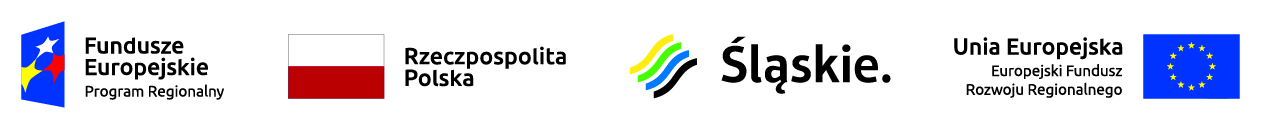 Fundusze
Europejskie
Program Regionalny
Rzeczpospolita
Polska
Śląskie.
Unia Europejska
Europejski Fundusz
Rozwoju Regionalnego